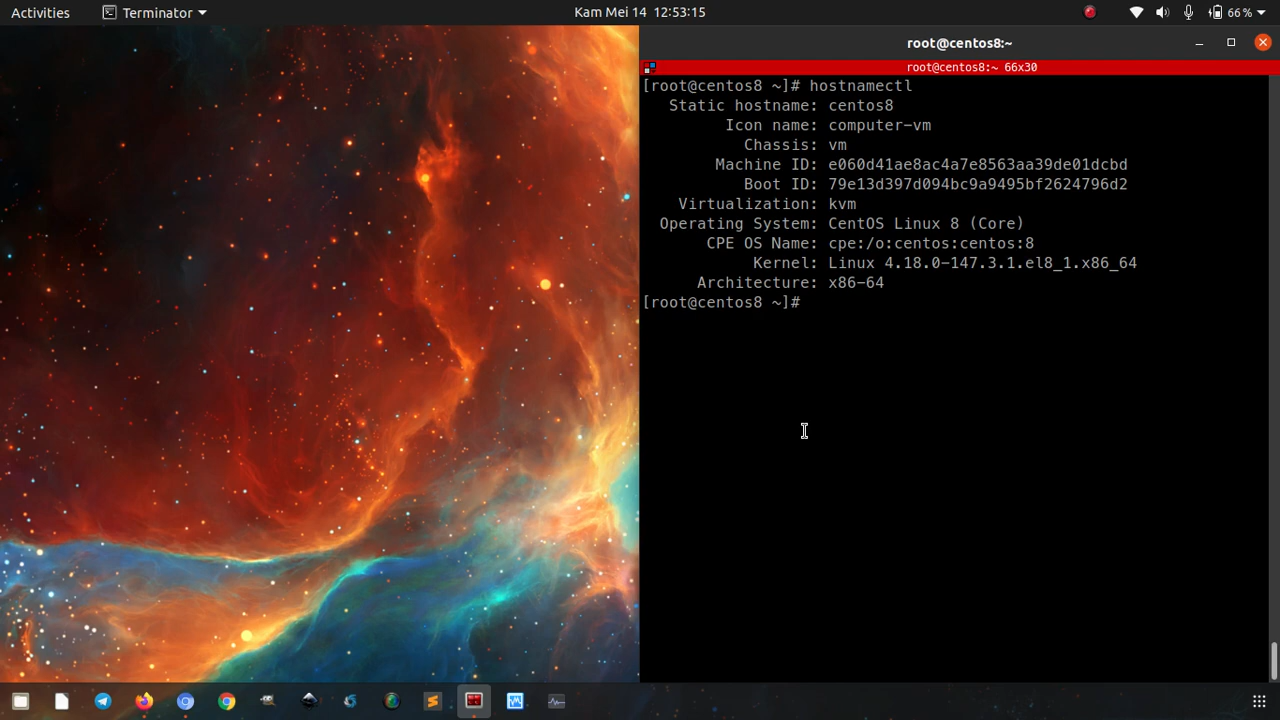 Activities
Terminator
Kam Mei 14 12:53:15
66 %
root@centos8:~
root@centos8:~ 66x30
[root@centos8 ~]# hostnamectl
Static hostname: centos8
Icon name: computer-vm
Chassis: vm
Machine ID: e060d41ae8ac4a7e8563aa39de01dcbd
Boot ID: 79e13d397d094bc9a9495bf2624796d2
Virtualization: kvm
Operating System: CentOS Linux 8 (Core)
CPE OS Name: cpe:/o:centos:centos:8
Kernel: Linux 4.18.0-147.3.1.el8_1.x86_64
Architecture: x86-64
[root@centos8 ~]#